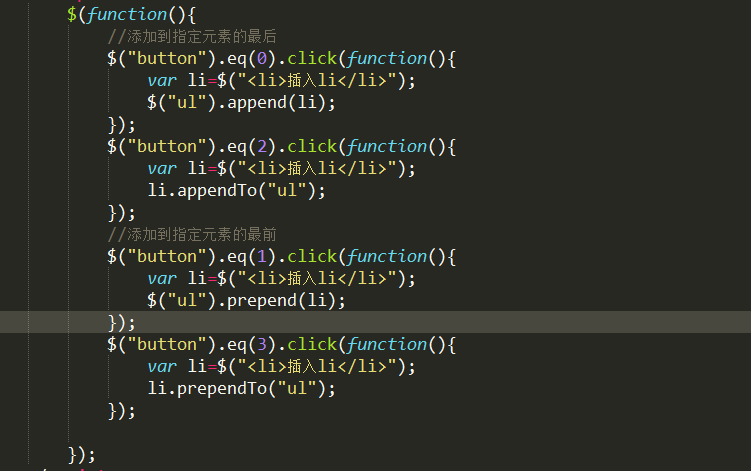 $(function(){
//添加到指定元素的最后
$("button").eq(0).click(function(){
var li=$("<li>插入li</li>");
$("ul").append(li);
});
$("button").eq(2).click(function(){
var li=$("<li>插入li</li>");
li.appendTo("ul");
});
//添加到指定元素的最前
$("button").eq(1).click(function(){
var li=$("<li>插入li</li>");
$("ul").prepend(li);
});
$("button").eq(3).click(function(){
var li=$("<li>插入li</li>");
li.prependTo("ul");
});
});